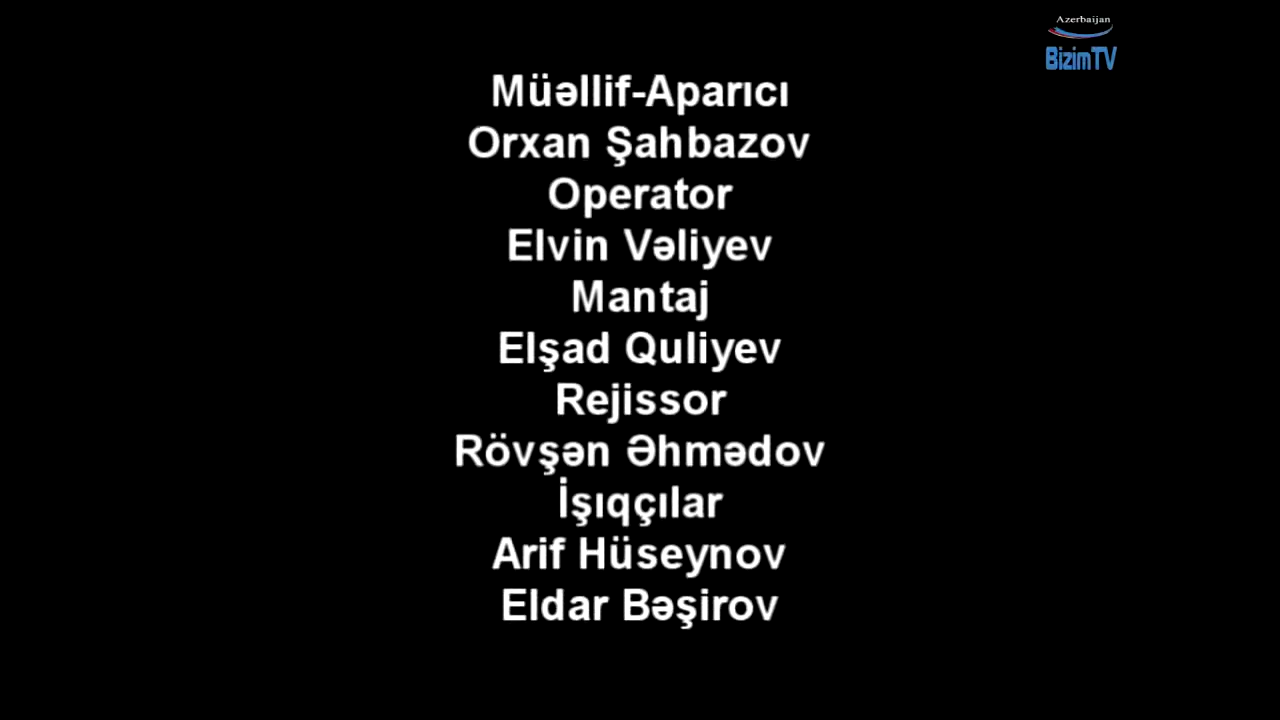 Azerbaijan
BizimTV
Müəllif-Aparıcı
Orxan Şahbazov
Operator
Elvin Vəliyev
Mantaj
Elşad Quliyev
Rejissor
Rövşən Əhmədov
İşıqçılar
Arif Hüseynov
Eldar Bəşirov